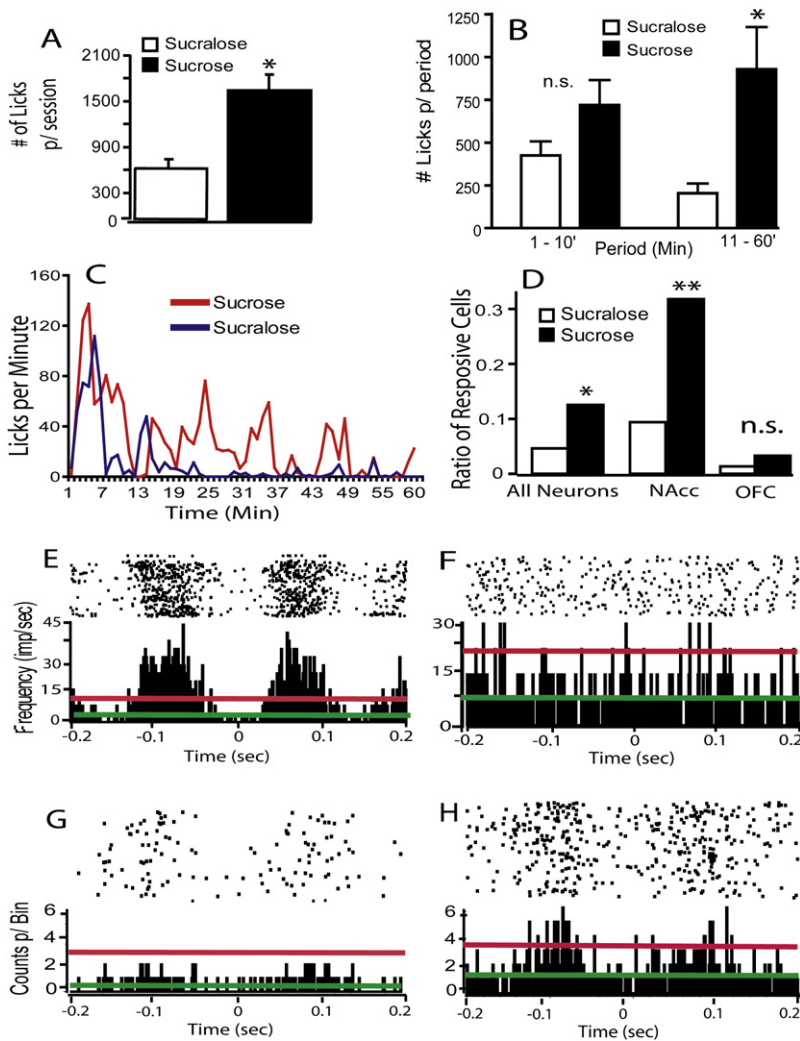 A
Sucralose
Sucrose
# of Licks
p/ session
2100
1500
900
300
0
*
B
Sucralose
Sucrose
# Licks p/ period
1250
1000
750
500
250
0
n.s.
*
1 - 10'
11 - 60'
Period (Min)
C
Sucrose
Sucralose
Licks per Minute
160
120
80
40
0
1 7 13 19 25 31 37 43 49 55 60
Time (Min)
D
Sucralose
Sucrose
Ratio of Resposive Cells
0.3
0.2
0.1
0
*
**
n.s.
All Neurons NAcc OFC
E
Frequency (imp/sec)
45
30
15
0
-0.2 -0.1 0 0.1 0.2
Time (sec)
F
30
15
0
-0.2 -0.1 0 0.1 0.2
Time (sec)
G
Counts p/ Bin
6
4
2
0
-0.2 -0.1 0 0.1 0.2
Time (sec)
H
6
4
2
0
-0.2 -0.1 0 0.1 0.2
Time (sec)